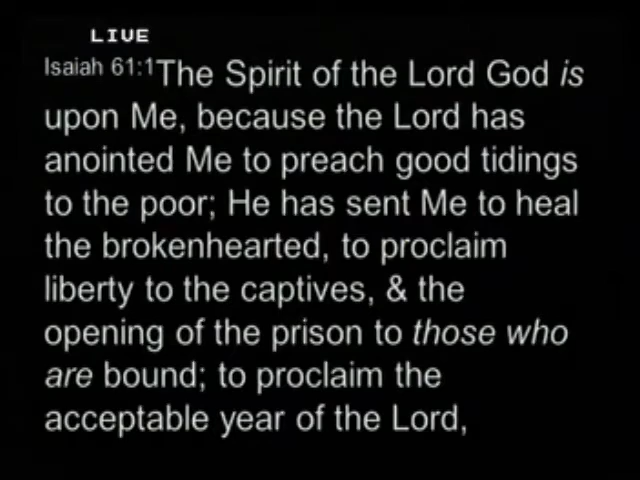 LIVE
Isaiah 61:1The Spirit of the Lord God is
upon Me, because the Lord has
anointed Me to preach good tidings
to the poor; He has sent Me to heal
the brokenhearted, to proclaim
liberty to the captives, & the
opening of the prison to those who
are bound; to proclaim the
acceptable year of the Lord,